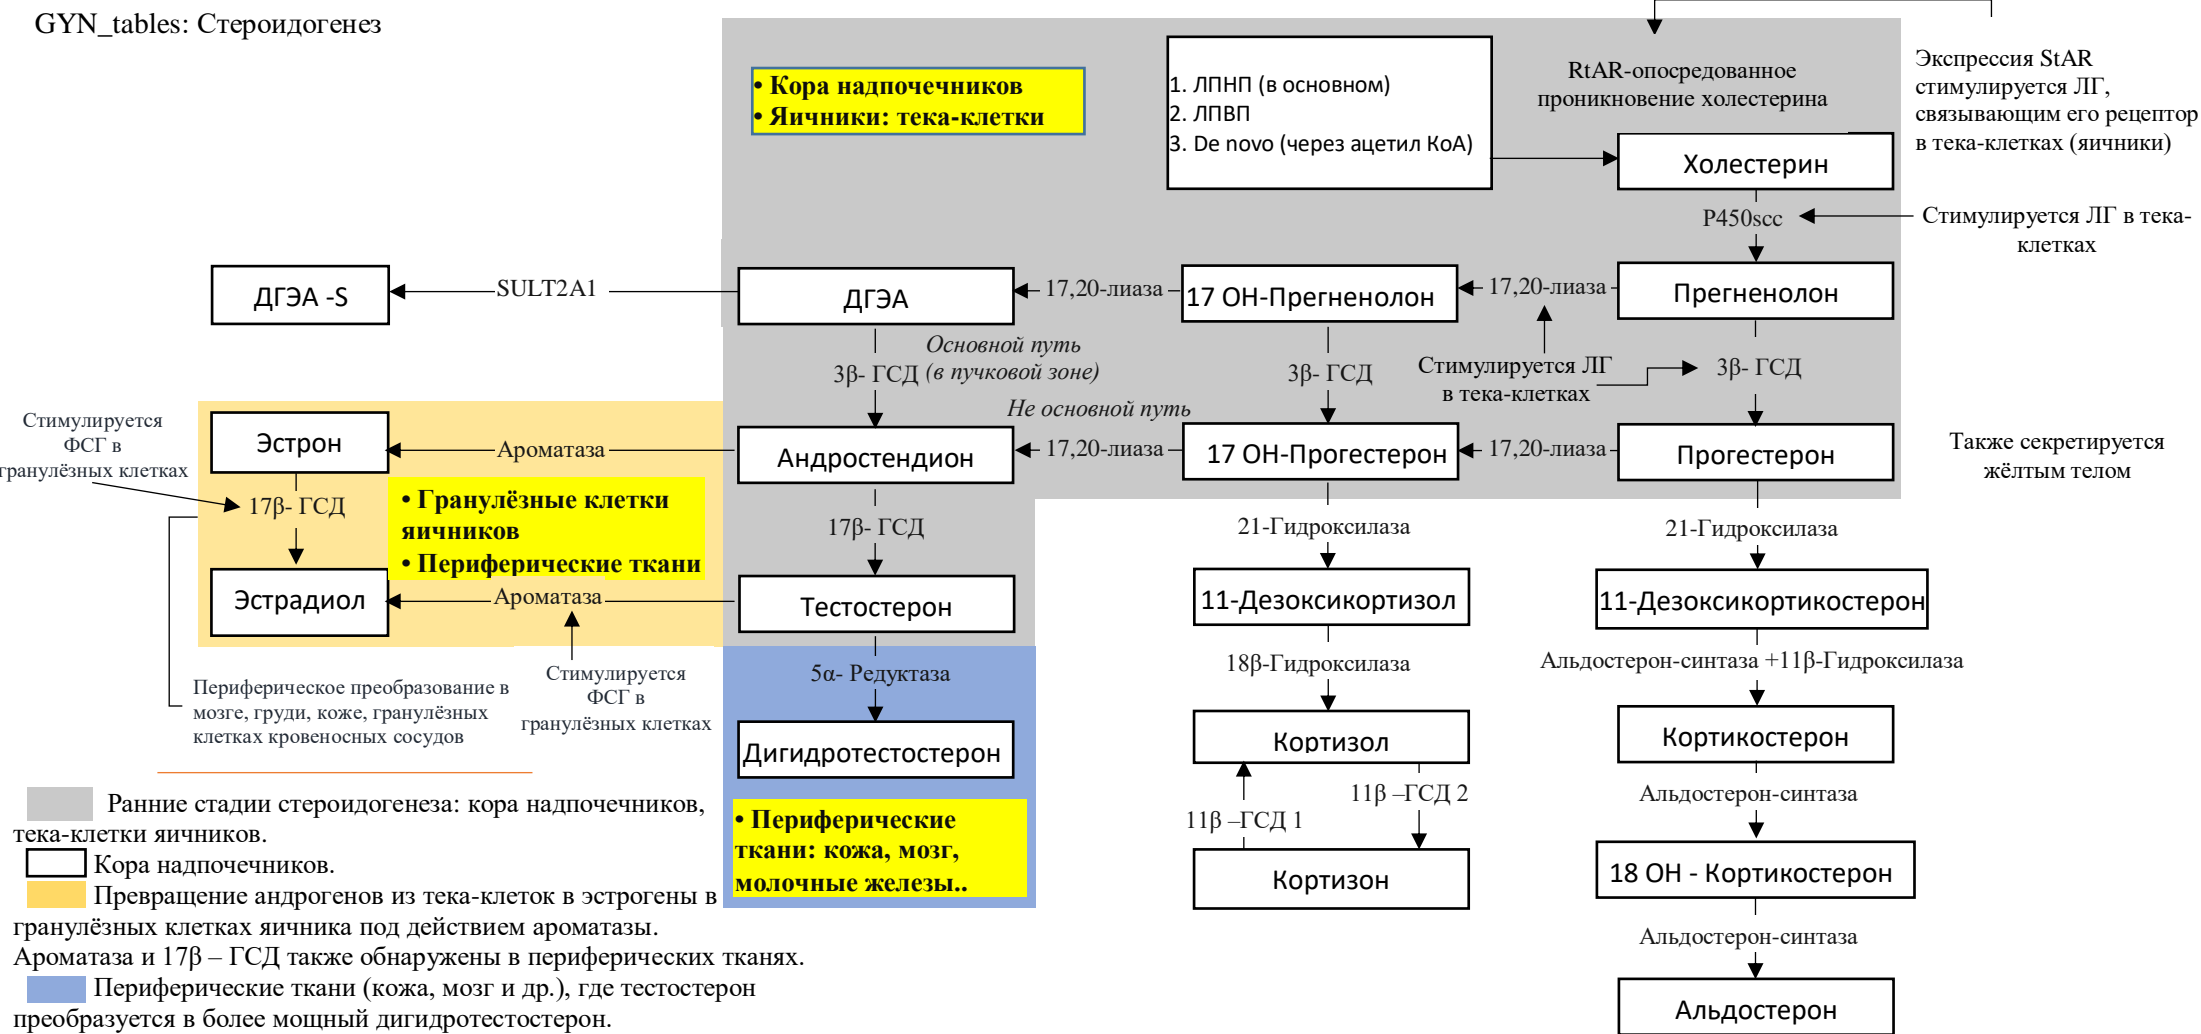 GYN_tables: Стероидогенез
• Кора надпочечников
• Яичники: тека-клетки
1. ЛПНП (в основном)
2. ЛПВП
3. De novo (через ацетил КоА)
RtAR-опосредованное
проникновение холестерина
Экспрессия StAR
стимулируется ЛГ,
связывающим его рецептор
в тека-клетках (яичники)
Холестерин
P450scc
Стимулируется ЛГ в тека-
клетках
ДГЭА -S
SULT2A1
ДГЭА
17,20-лиаза
17 ОН-Прегненолон
17,20-лиаза
Прегненолон
Основной путь
(в пучковой зоне)
3β- ГСД
3β- ГСД
Стимулируется ЛГ
в тека-клетках
3β- ГСД
Не основной путь
Стимулируется
ФСГ в
гранулёзных клетках
Эстрон
Ароматаза
Андростендион
17,20-лиаза
17 ОН-Прогестерон
17,20-лиаза
Прогестерон
Также секретируется
жёлтым телом
17β- ГСД
• Гранулёзные клетки
яичников
• Периферические ткани
17β- ГСД
21-Гидроксилаза
21-Гидроксилаза
Эстрадиол
Ароматаза
Тестостерон
11-Дезоксикортизол
11-Дезоксикортикостерон
Периферическое преобразование в
мозге, груди, коже, гранулёзных
клетках кровеносных сосудов
Стимулируется
ФСГ в
гранулёзных клетках
5α- Редуктаза
18β-Гидроксилаза
Альдостерон-синтаза +11β-Гидроксилаза
Дигидротестостерон
Кортизол
Кортикостерон
11β –ГСД 1
11β –ГСД 2
Альдостерон-синтаза
• Периферические
ткани: кожа, мозг,
молочные железы..
Кортизон
18 ОН - Кортикостерон
Альдостерон-синтаза
Альдостерон
Ранние стадии стероидогенеза: кора надпочечников,
тека-клетки яичников.
Кора надпочечников.
Превращение андрогенов из тека-клеток в эстрогены в
гранулёзных клетках яичника под действием ароматазы.
Ароматаза и 17β – ГСД также обнаружены в периферических тканях.
Периферические ткани (кожа, мозг и др.), где тестостерон
преобразуется в более мощный дигидротестостерон.